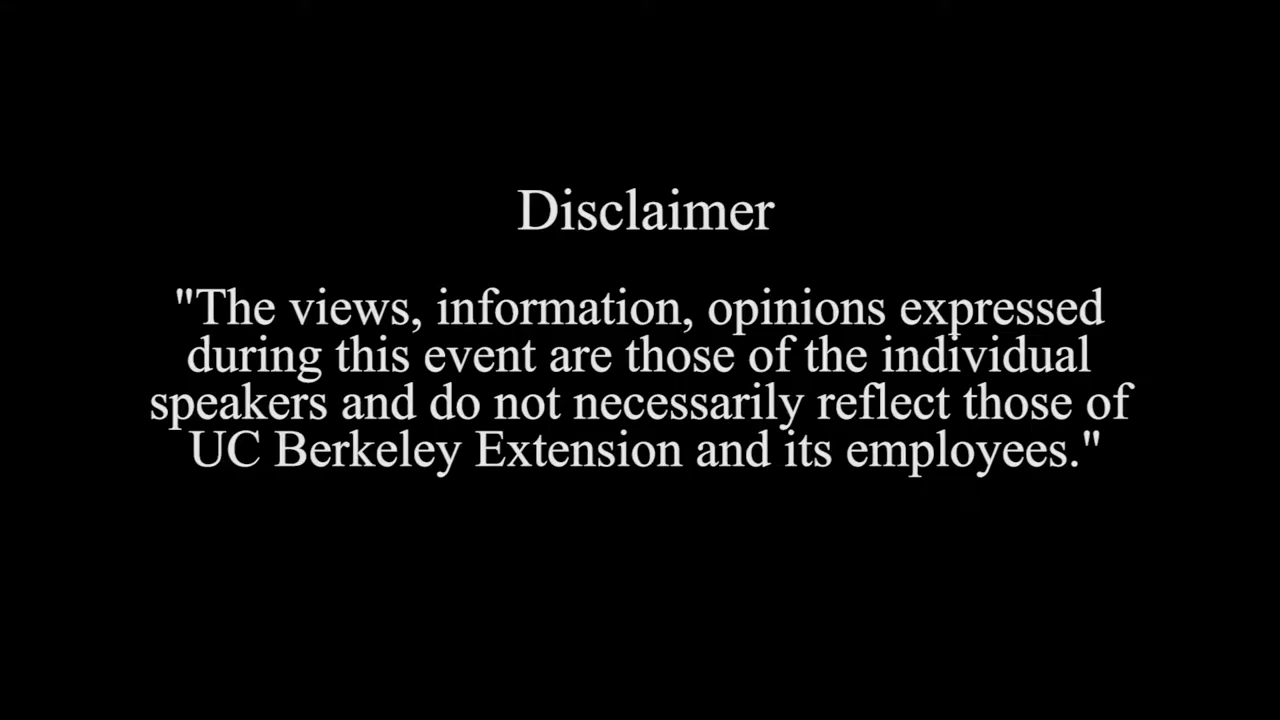 Disclaimer
"The views, information, opinions expressed
during this event are those of the individual
speakers and do not necessarily reflect those of
UC Berkeley Extension and its employees."